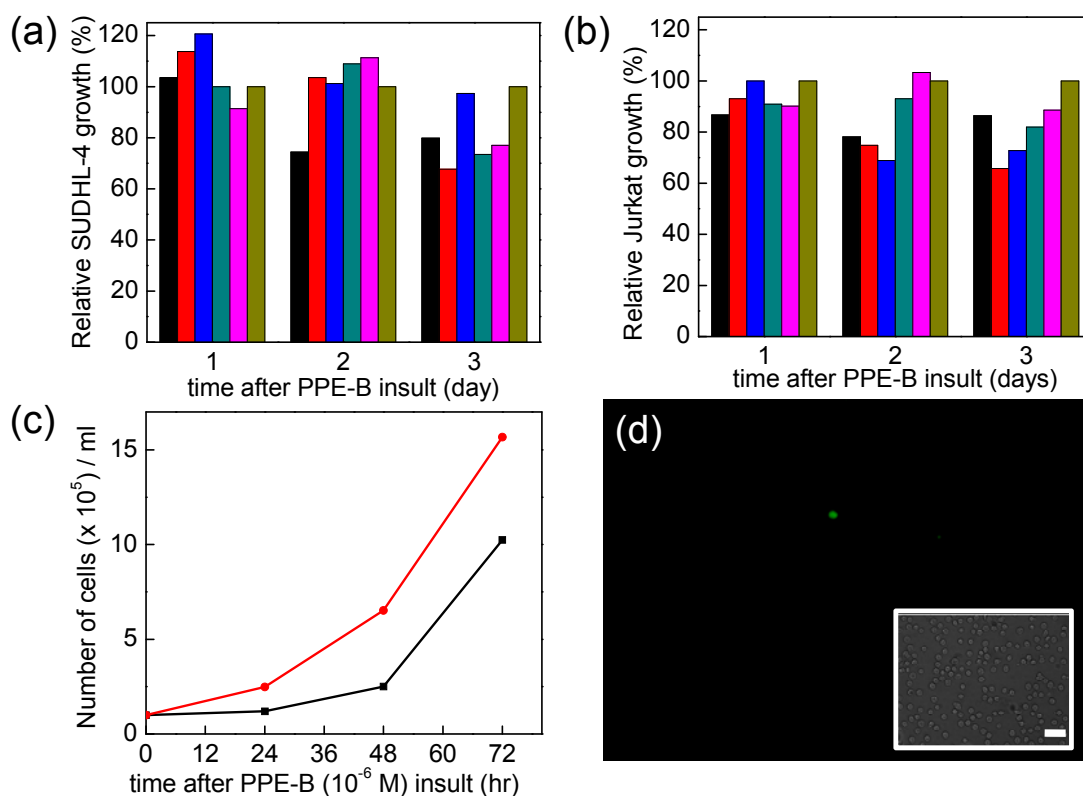 (a)
Relative SUDHL-4 growth (%)
120
100
80
60
40
20
0
1 2 3
time after PPE-B insult (day)
(b)
Relative Jurkat growth (%)
120
100
80
60
40
20
0
1 2 3
time after PPE-B insult (days)
(c)
Number of cells (x 10⁵) / ml
15
10
5
0
0 12 24 36 48 60 72
time after PPE-B (10⁻⁶ M) insult (hr)
(d)